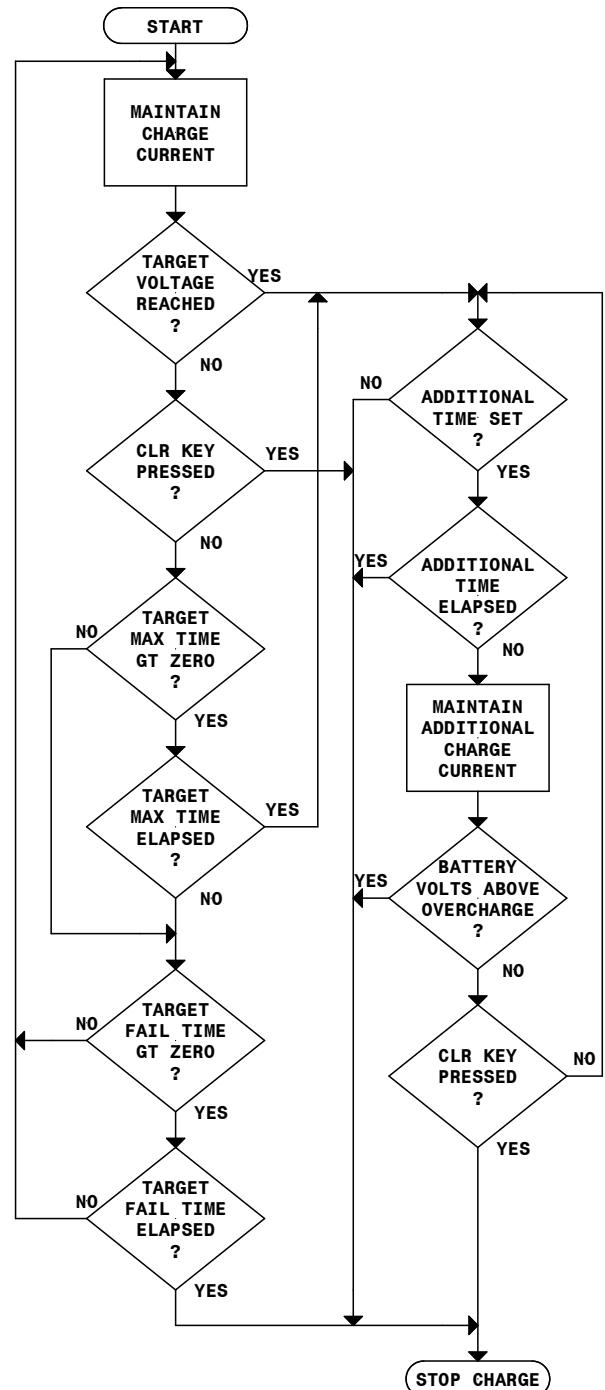 START
MAINTAIN
CHARGE
CURRENT
TARGET
VOLTAGE
REACHED
?
YES
NO
CLR KEY
PRESSED
?
YES
NO
TARGET
MAX TIME
GT ZERO
?
NO
YES
TARGET
MAX TIME
ELAPSED
?
YES
NO
TARGET
FAIL TIME
GT ZERO
?
NO
YES
TARGET
FAIL TIME
ELAPSED
?
NO
YES
ADDITIONAL
TIME SET
?
NO
YES
ADDITIONAL
TIME
ELAPSED
?
YES
NO
MAINTAIN
ADDITIONAL
CHARGE
CURRENT
BATTERY
VOLTS ABOVE
OVERCHARGE
?
YES
NO
CLR KEY
PRESSED
?
NO
YES
STOP CHARGE